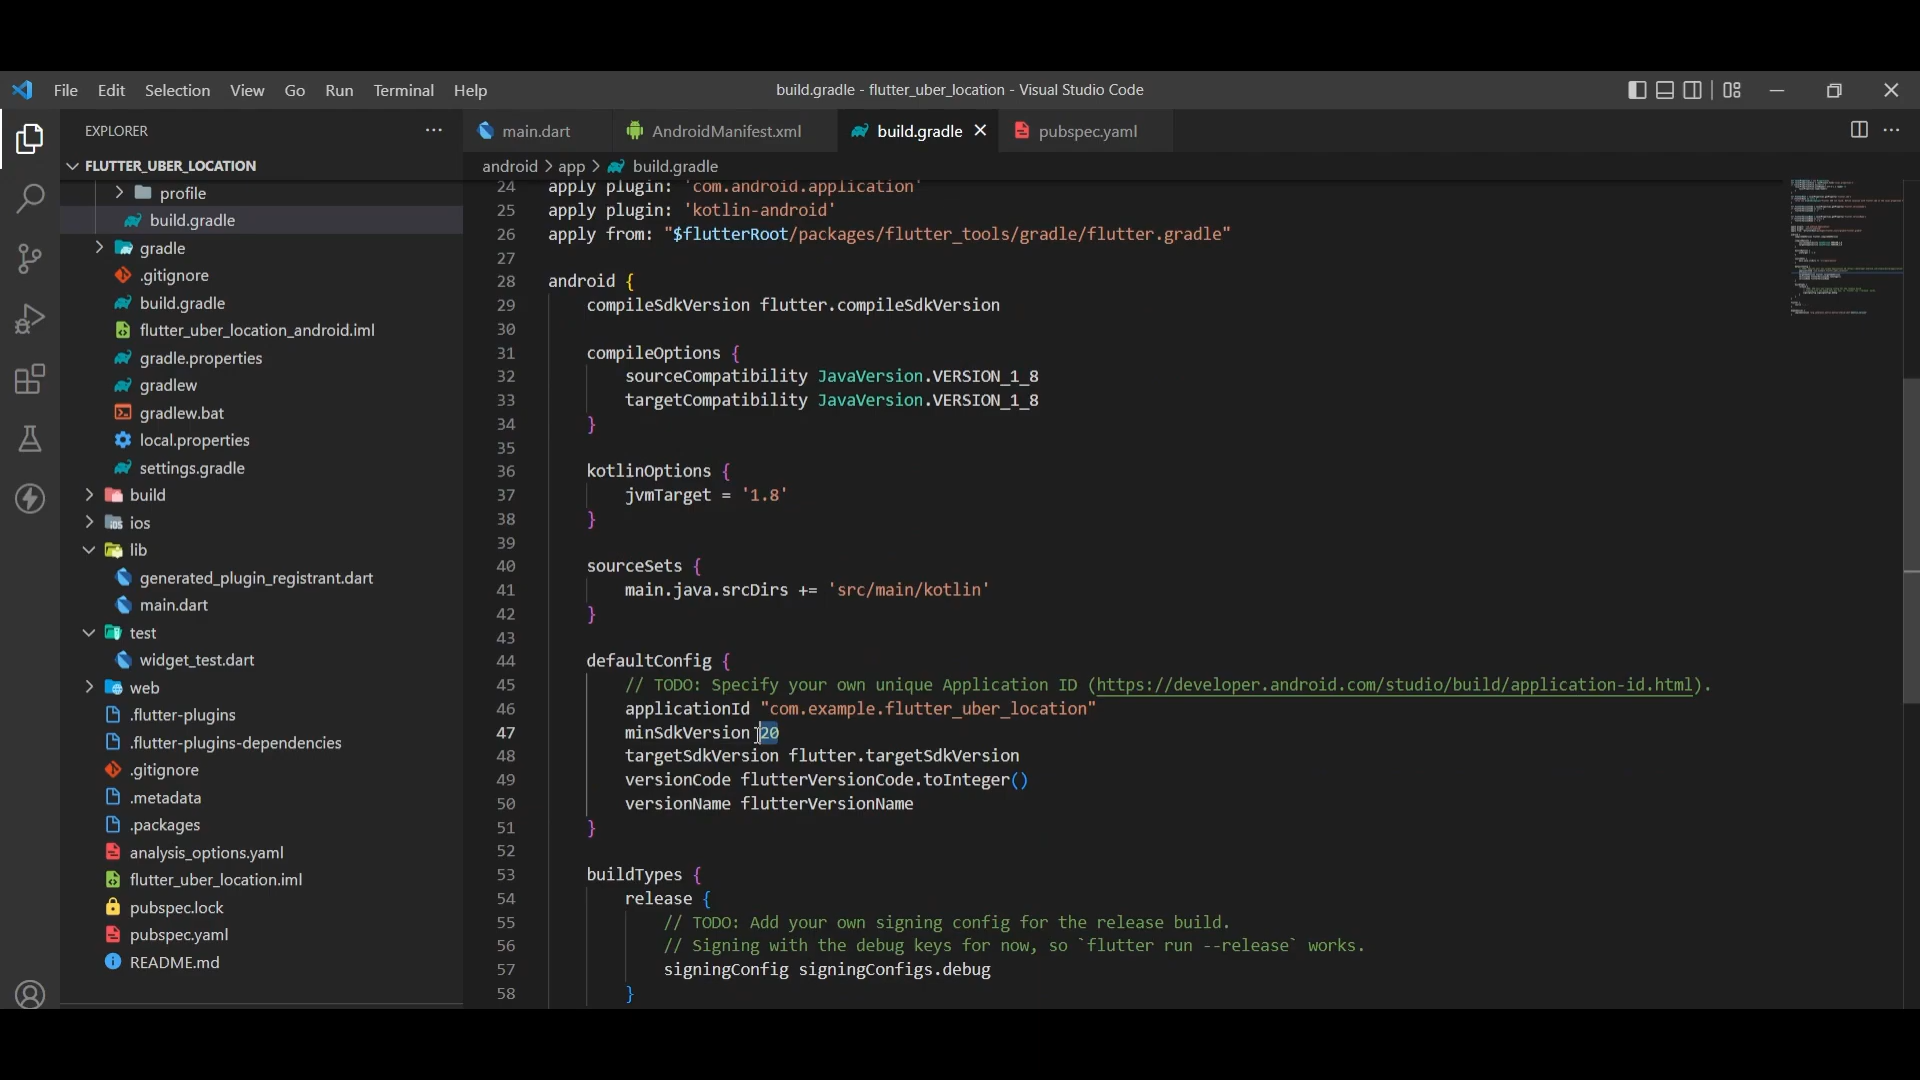 File Edit Selection View Go Run Terminal Help
build.gradle - flutter_uber_location - Visual Studio Code
EXPLORER
FLUTTER_UBER_LOCATION
profile
build.gradle
gradle
.gitignore
build.gradle
flutter_uber_location_android.iml
gradle.properties
gradlew
gradlew.bat
local.properties
settings.gradle
build
ios
lib
generated_plugin_registrant.dart
main.dart
test
widget_test.dart
web
.flutter-plugins
.flutter-plugins-dependencies
.gitignore
.metadata
.packages
analysis_options.yaml
flutter_uber_location.iml
pubspec.lock
pubspec.yaml
README.md
main.dart AndroidManifest.xml build.gradle pubspec.yaml
android > app > build.gradle
24 apply plugin: 'com.android.application'
25 apply plugin: 'kotlin-android'
26 apply from: "$flutterRoot/packages/flutter_tools/gradle/flutter.gradle"
27
28 android {
29 compileSdkVersion flutter.compileSdkVersion
30
31 compileOptions {
32 sourceCompatibility JavaVersion.VERSION_1_8
33 targetCompatibility JavaVersion.VERSION_1_8
34 }
35
36 kotlinOptions {
37 jvmTarget = '1.8'
38 }
39
40 sourceSets {
41 main.java.srcDirs += 'src/main/kotlin'
42 }
43
44 defaultConfig {
45 // TODO: Specify your own unique Application ID (https://developer.android.com/studio/build/application-id.html).
46 applicationId "com.example.flutter_uber_location"
47 minSdkVersion 20
48 targetSdkVersion flutter.targetSdkVersion
49 versionCode flutterVersionCode.toInteger()
50 versionName flutterVersionName
51 }
52
53 buildTypes {
54 release {
55 // TODO: Add your own signing config for the release build.
56 // Signing with the debug keys for now, so `flutter run --release` works.
57 signingConfig signingConfigs.debug
58 }